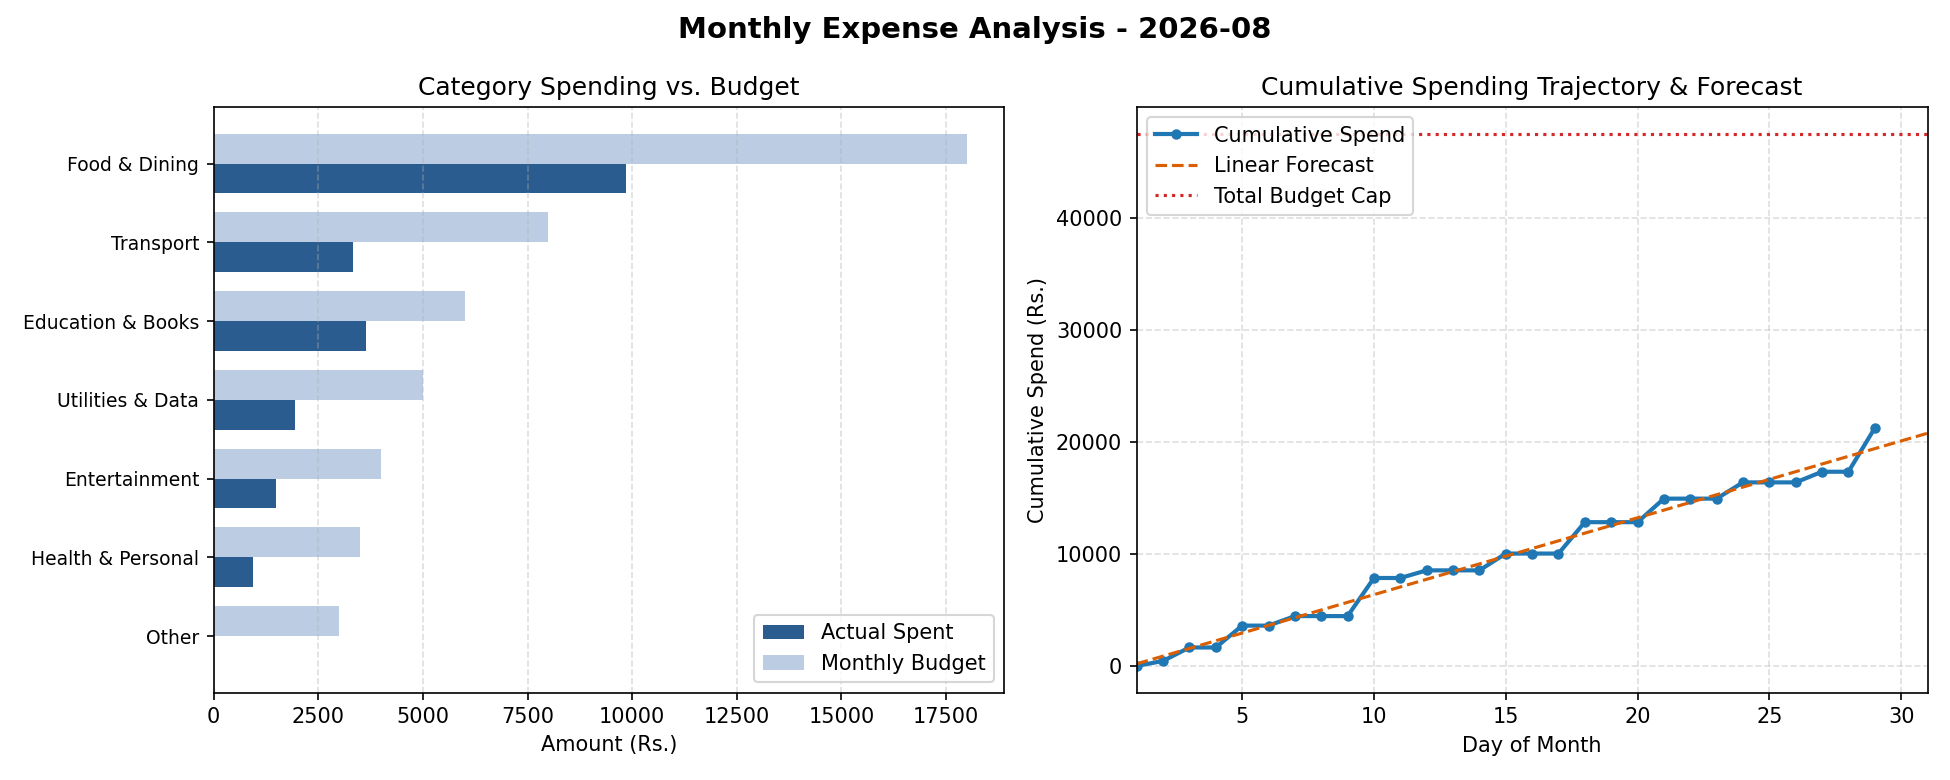 Monthly Expense Analysis - 2026-08
Category Spending vs. Budget
Food & Dining
Transport
Education & Books
Utilities & Data
Entertainment
Health & Personal
Other
Actual Spent
Monthly Budget
0 2500 5000 7500 10000 12500 15000 17500
Amount (Rs.)
Cumulative Spending Trajectory & Forecast
Cumulative Spend
Linear Forecast
Total Budget Cap
Cumulative Spend (Rs.)
40000
30000
20000
10000
0
5 10 15 20 25 30
Day of Month